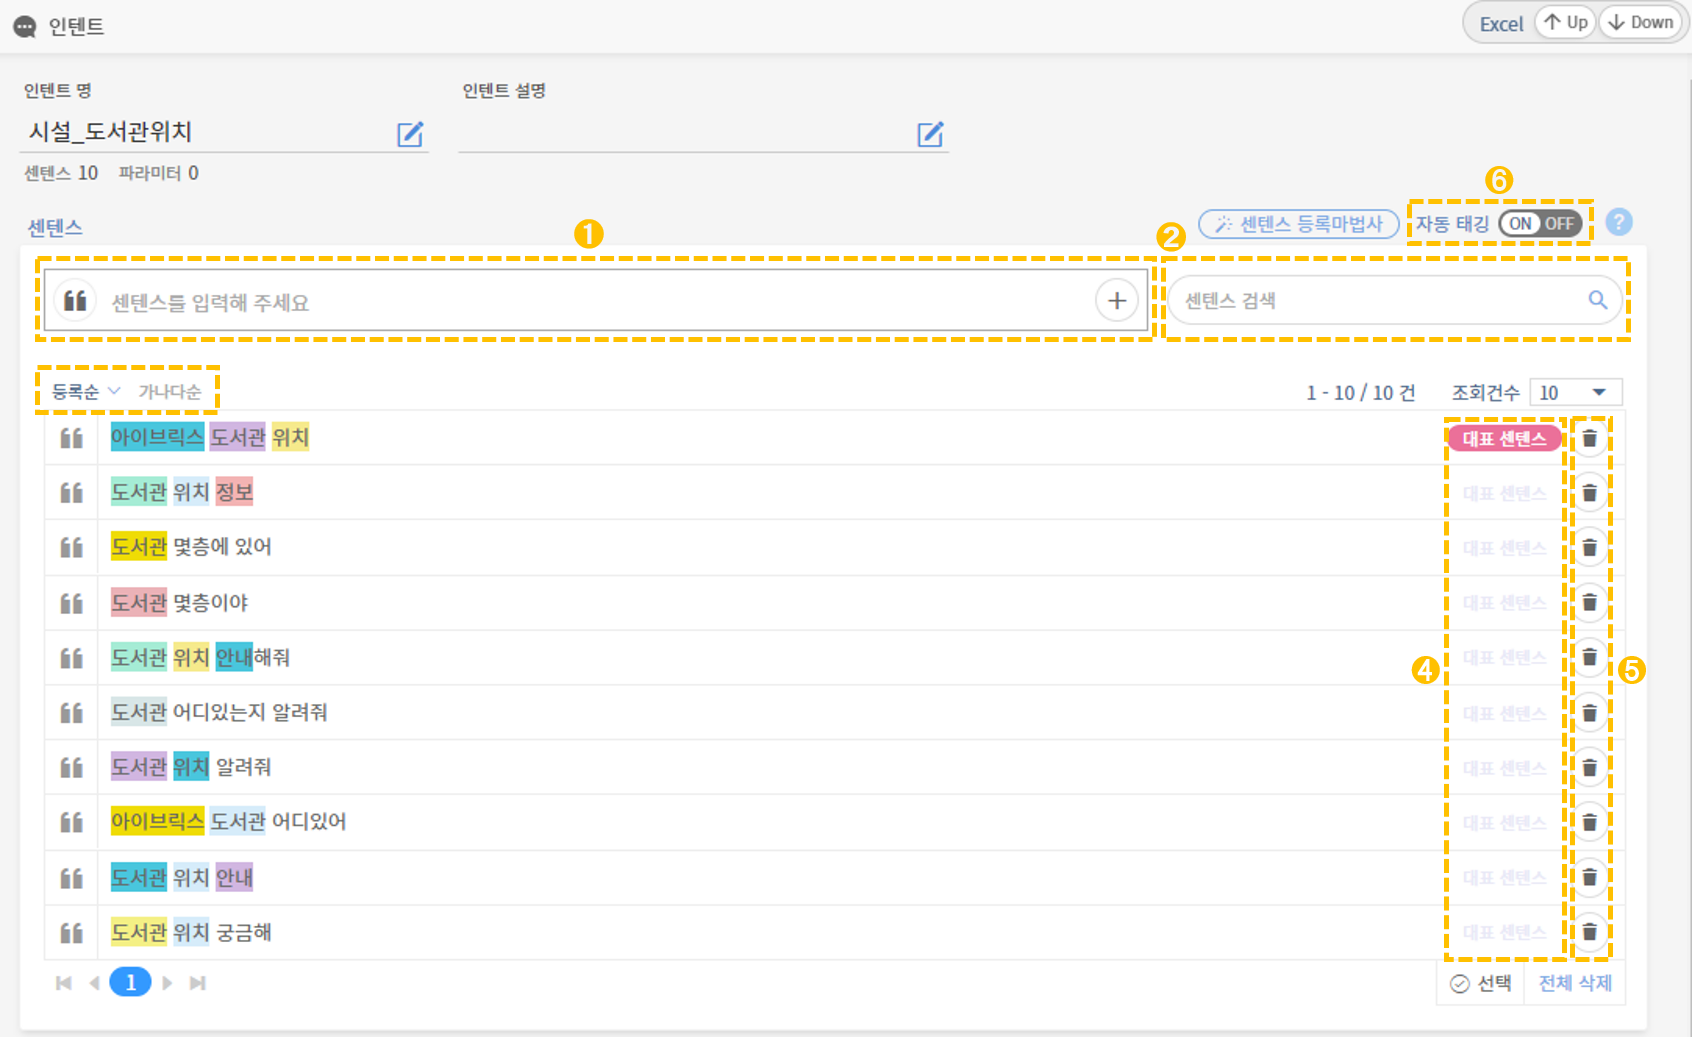 인텐트
Excel Up Down
인텐트 명
인텐트 설명
시설_도서관위치
센텐스 10 파라미터 0
6
센텐스
1
센텐스 등록마법사
자동 태깅 ON OFF
?
2
센텐스를 입력해 주세요
센텐스 검색
등록순 가나다순
1 - 10 / 10 건
조회건수 10
아이브릭스 도서관 위치
대표 센텐스
도서관 위치 정보
대표 센텐스
도서관 몇층에 있어
대표 센텐스
도서관 몇층이야
대표 센텐스
도서관 위치 안내해줘
대표 센텐스
4
5
도서관 어디있는지 알려줘
대표 센텐스
도서관 위치 알려줘
대표 센텐스
아이브릭스 도서관 어디있어
대표 센텐스
도서관 위치 안내
대표 센텐스
도서관 위치 궁금해
대표 센텐스
1
선택
전체 삭제